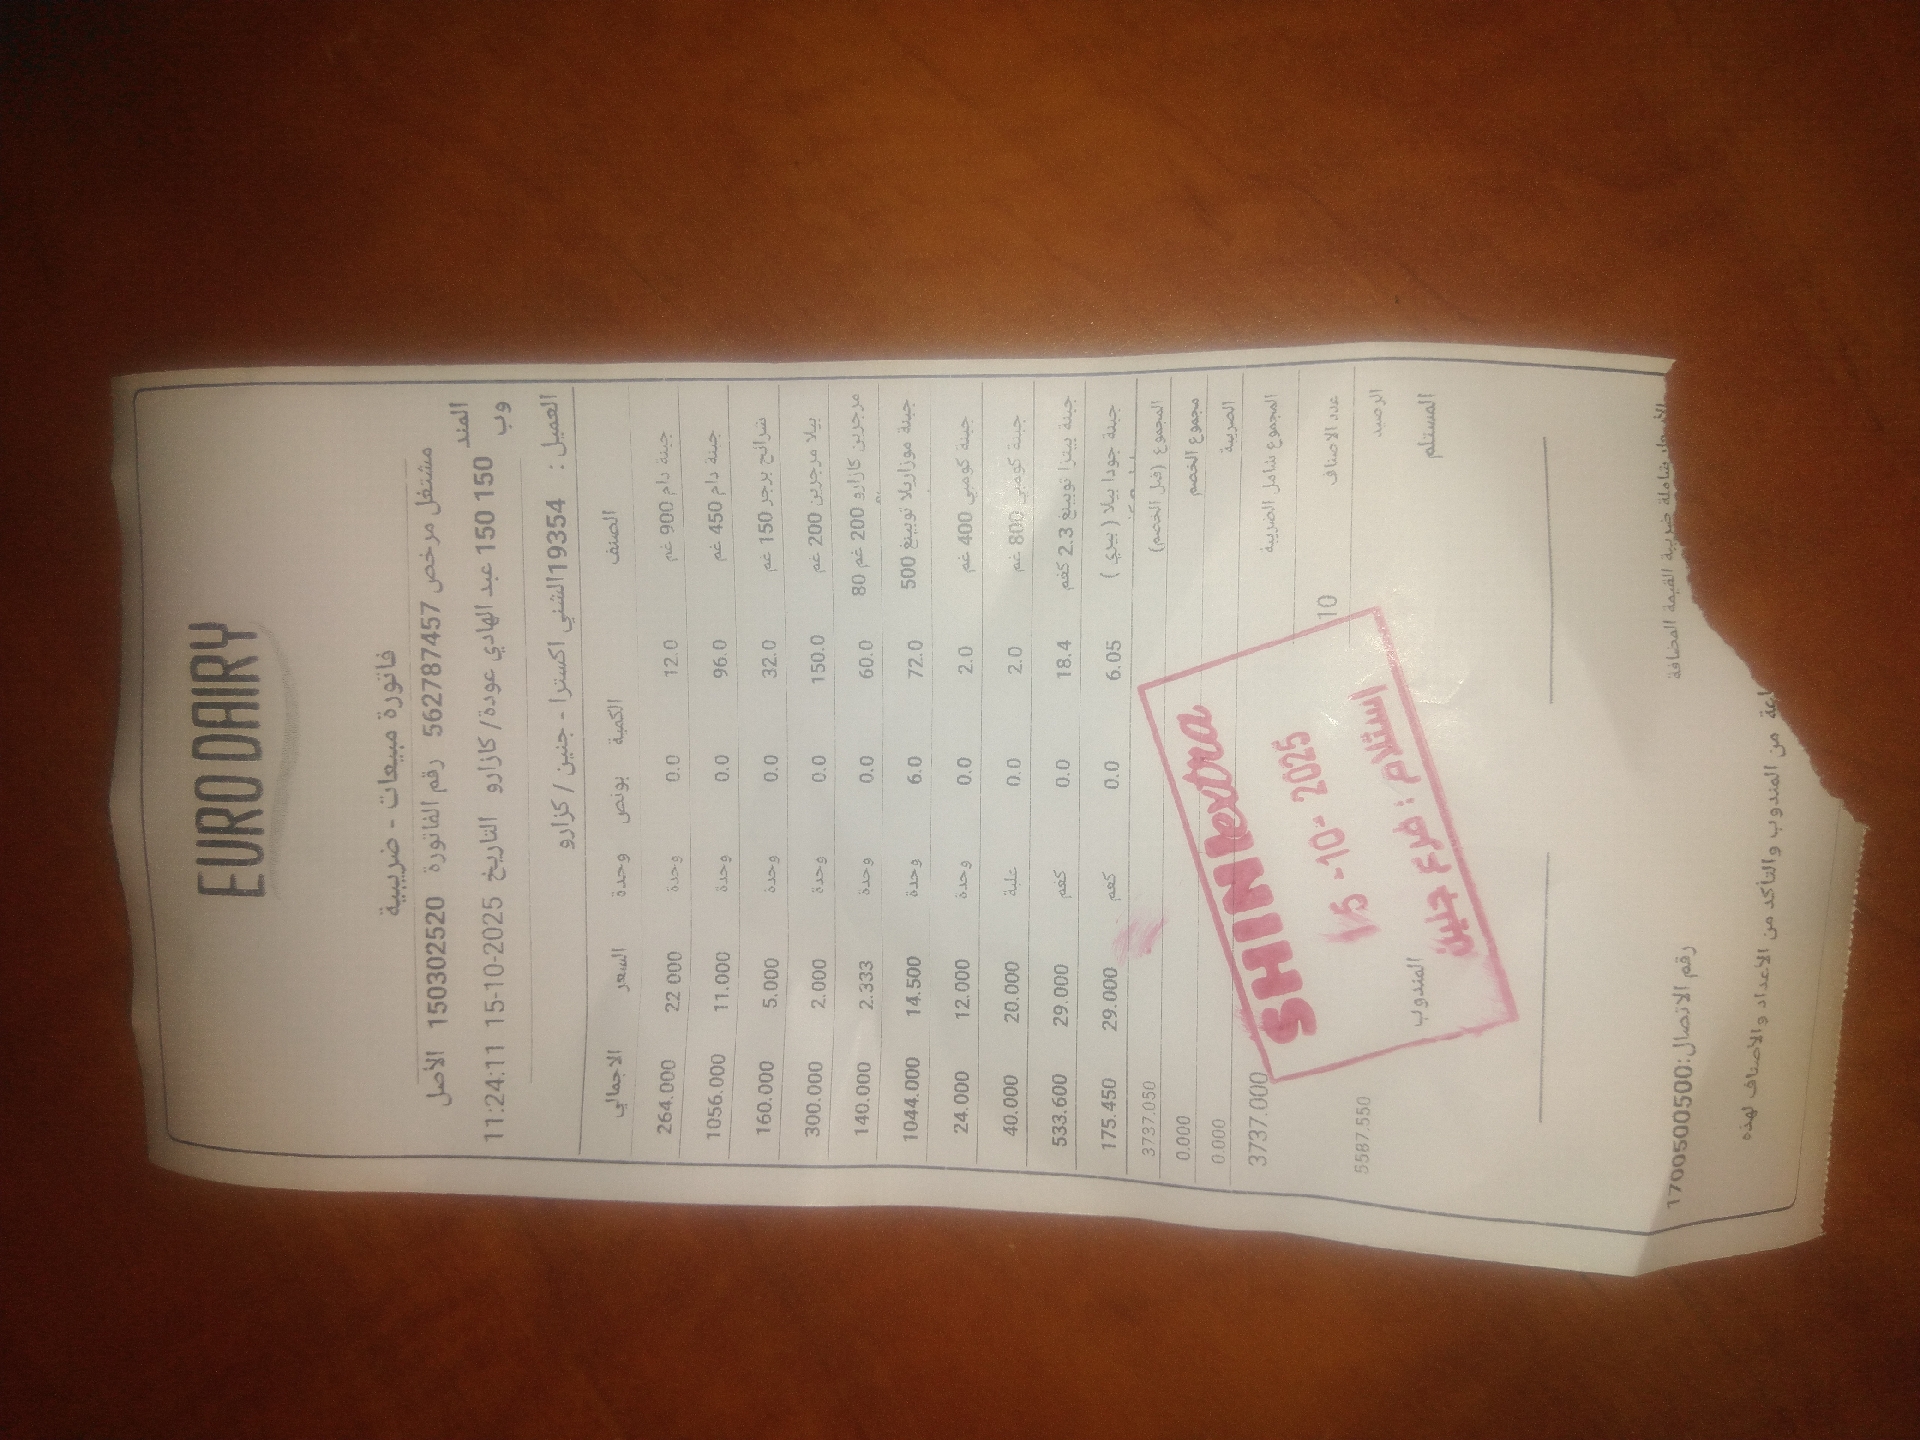 EURO DAIRY
فاتورة مبيعات - ضريبية
مشتغل مرخص 562787457 رقم الفاتورة 150302520 الأصل
المند
وب 150 150 عبد الهادي عودة/ كازارو التاريخ 15-10-2025 11:24:11
العميل : 19354الشني اكسترا - جنين / كزارو
الصنف الكمية بونص وحدة السعر الاجمالي
جبنة دام 900 غم 12.0 0.0 وحدة 22.000 264.000
جبنة دام 450 غم 96.0 0.0 وحدة 11.000 1056.000
شرائح برجر 150 غم 32.0 0.0 وحدة 5.000 160.000
بيلا مرجرين 200 غم 150.0 0.0 وحدة 2.000 300.000
مرجرين كازارو 200 غم 80 60.0 0.0 وحدة 2.333 140.000
جبنة موزاريلا توبينغ 500 72.0 6.0 وحدة 14.500 1044.000
جبنة كومبي 400 غم 2.0 0.0 وحدة 12.000 24.000
جبنة كومبي 800 غم 2.0 0.0 علبة 20.000 40.000
جبنة بيتزا توبينغ 2.3 كغم 18.4 0.0 كغم 29.000 533.600
جبنة جودا بيلا ( بيدي ) 6.05 0.0 كغم 29.000 175.450
المجموع (قبل الخصم) 3737.050
مجموع الخصم 0.000
الضريبة 0.000
المجموع شامل الضريبة 3737.000
عدد الاصناف 10
الرصيد 5587.550
المستلم المندوب
SHINIextra
15 -10- 2025
استلام : فرع جنين
شاملة ضريبة القيمة المضافة
رقم الاتصال:1700500500
من المندوب والتأكد من الاعداد والاصناف لهذه